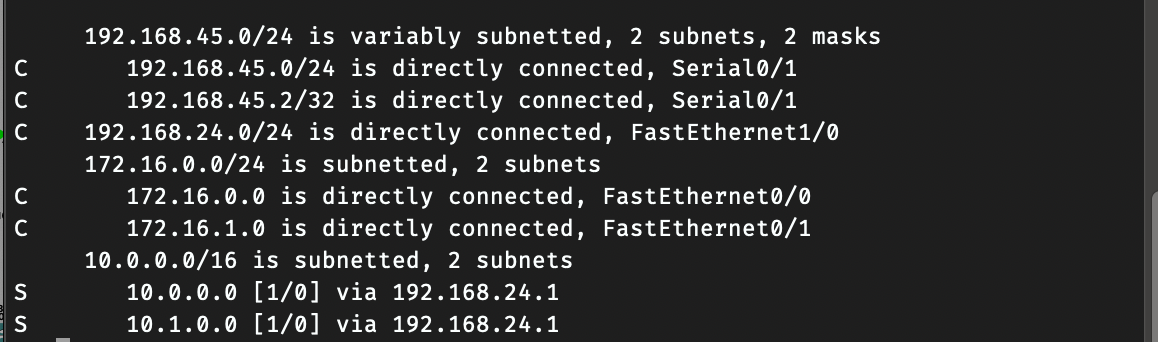 192.168.45.0/24 is variably subnetted, 2 subnets, 2 masks
C 192.168.45.0/24 is directly connected, Serial0/1
C 192.168.45.2/32 is directly connected, Serial0/1
C 192.168.24.0/24 is directly connected, FastEthernet1/0
172.16.0.0/24 is subnetted, 2 subnets
C 172.16.0.0 is directly connected, FastEthernet0/0
C 172.16.1.0 is directly connected, FastEthernet0/1
10.0.0.0/16 is subnetted, 2 subnets
S 10.0.0.0 [1/0] via 192.168.24.1
S 10.1.0.0 [1/0] via 192.168.24.1